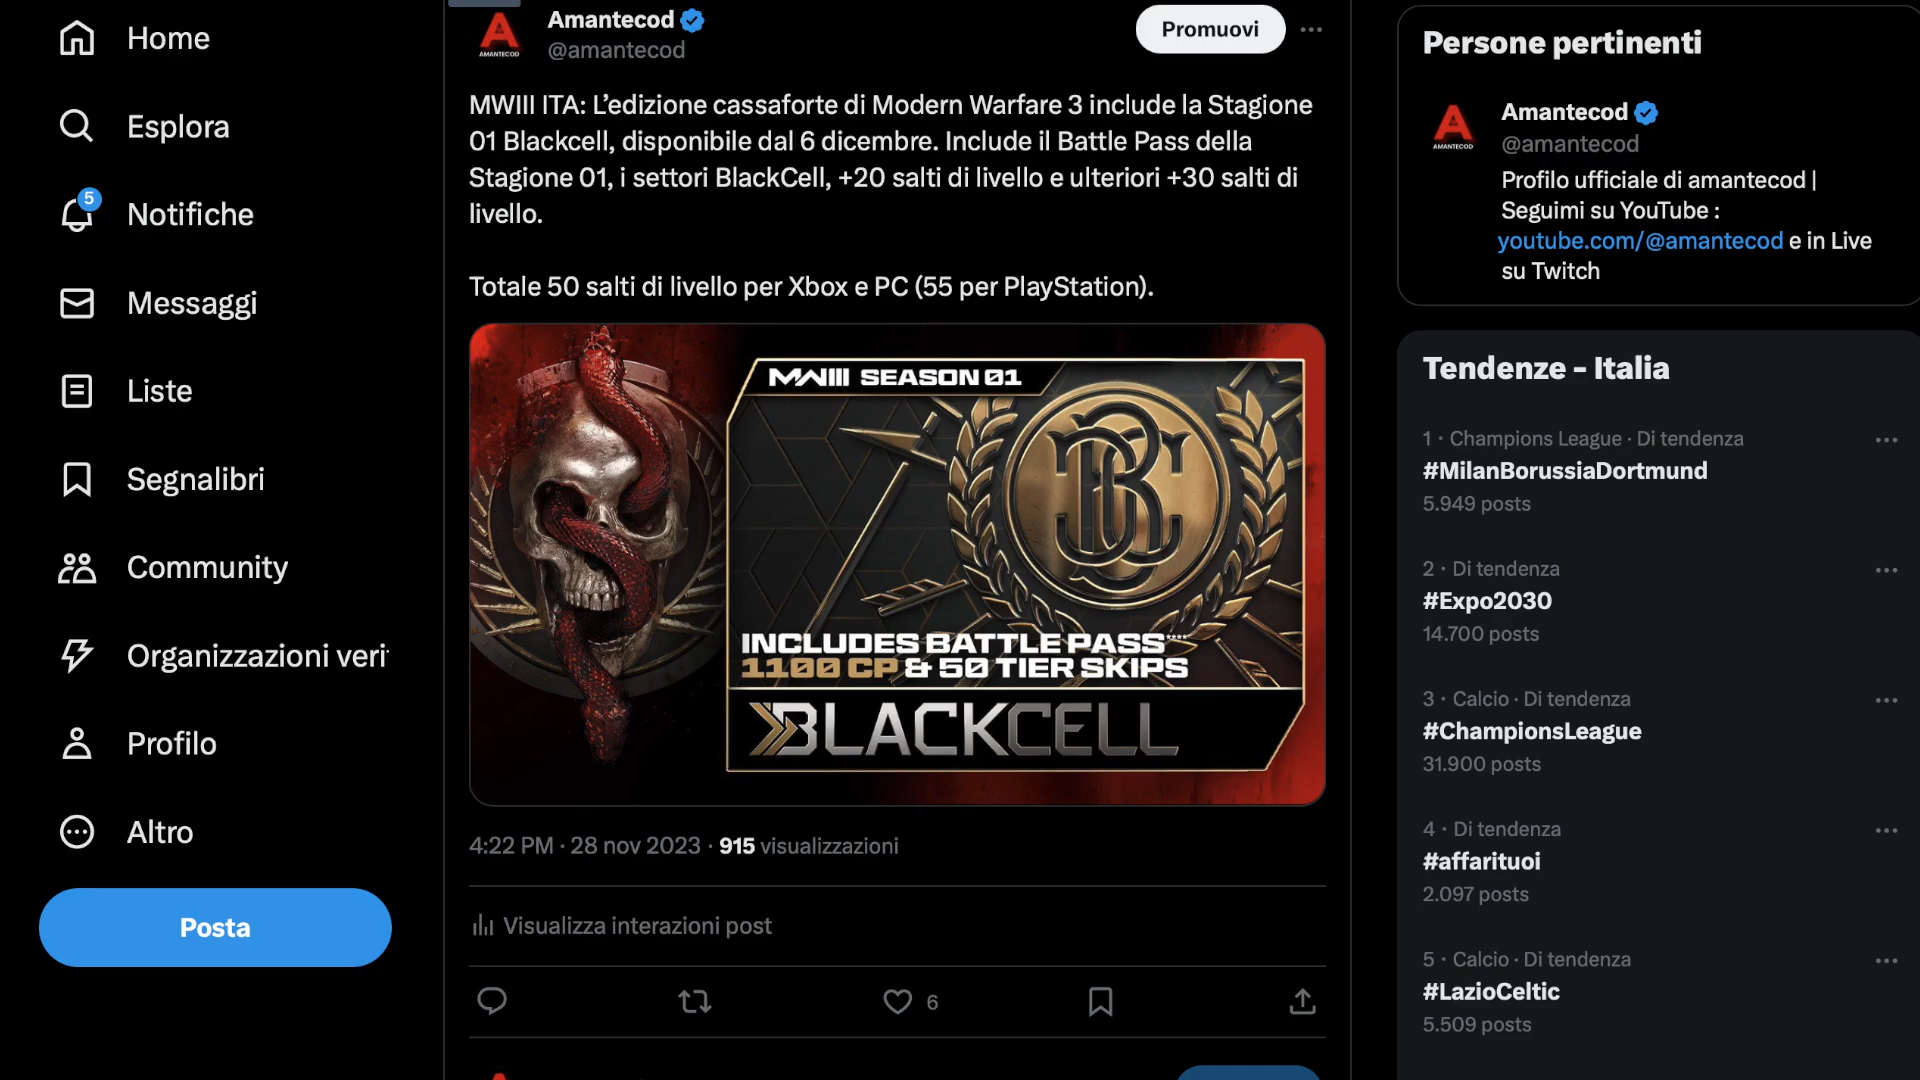 Home
Esplora
5
Notifiche
Messaggi
Liste
Segnalibri
Community
Organizzazioni veri
Profilo
Altro
Posta
AMANTECOD
Amantecod
@amantecod
Promuovi
MWIII ITA: L’edizione cassaforte di Modern Warfare 3 include la Stagione
01 Blackcell, disponibile dal 6 dicembre. Include il Battle Pass della
Stagione 01, i settori BlackCell, +20 salti di livello e ulteriori +30 salti di
livello.
Totale 50 salti di livello per Xbox e PC (55 per PlayStation).
MWIII SEASON 01
INCLUDES BATTLE PASS****
1100 CP & 50 TIER SKIPS
BLACKCELL
4:22 PM · 28 nov 2023 · 915 visualizzazioni
Visualizza interazioni post
6
Persone pertinenti
AMANTECOD
Amantecod
@amantecod
Profilo ufficiale di amantecod |
Seguimi su YouTube :
youtube.com/@amantecod e in Live
su Twitch
Tendenze - Italia
1 · Champions League · Di tendenza
#MilanBorussiaDortmund
5.949 posts
2 · Di tendenza
#Expo2030
14.700 posts
3 · Calcio · Di tendenza
#ChampionsLeague
31.900 posts
4 · Di tendenza
#affarituoi
2.097 posts
5 · Calcio · Di tendenza
#LazioCeltic
5.509 posts